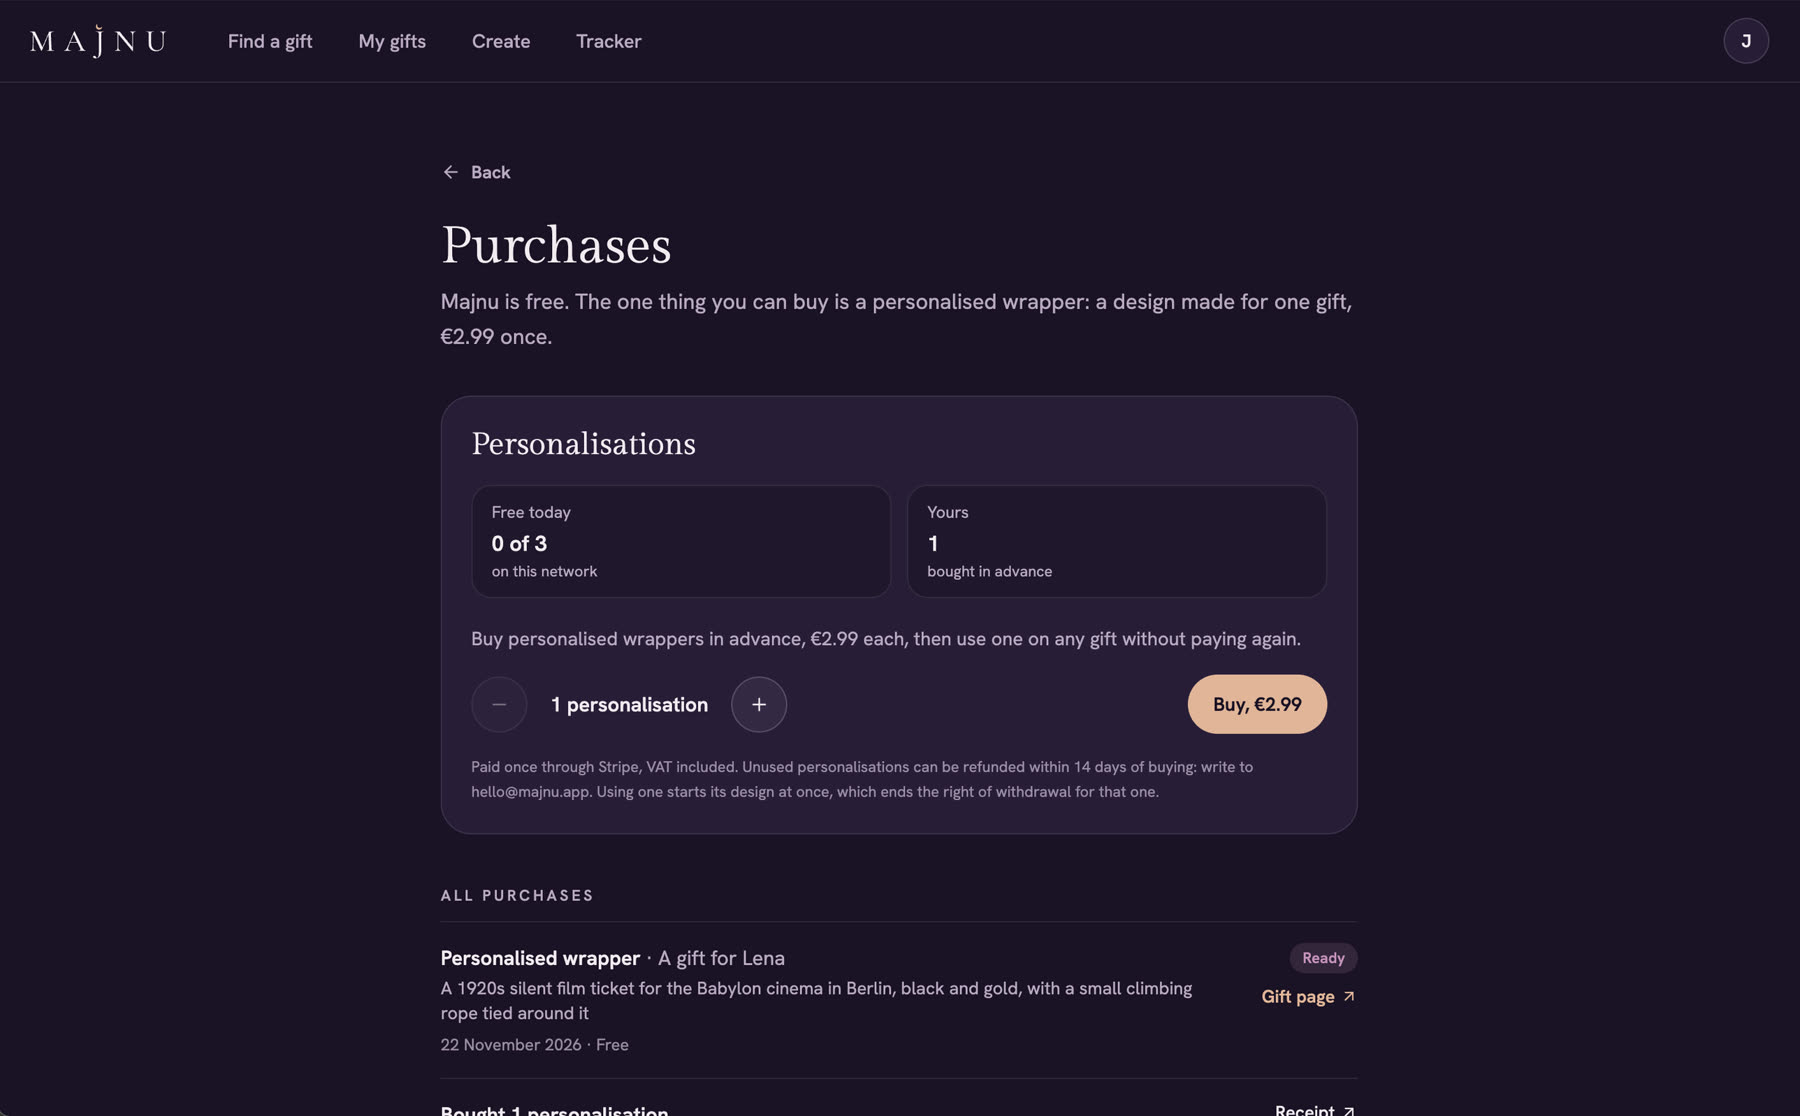 MAJNU
Find a gift
My gifts
Create
Tracker
J
Back
Purchases
Majnu is free. The one thing you can buy is a personalised wrapper: a design made for one gift,
€2.99 once.
Personalisations
Free today
0 of 3
on this network
Yours
1
bought in advance
Buy personalised wrappers in advance, €2.99 each, then use one on any gift without paying again.
− 1 personalisation +
Buy, €2.99
Paid once through Stripe, VAT included. Unused personalisations can be refunded within 14 days of buying: write to
hello@majnu.app. Using one starts its design at once, which ends the right of withdrawal for that one.
ALL PURCHASES
Personalised wrapper · A gift for Lena
Ready
A 1920s silent film ticket for the Babylon cinema in Berlin, black and gold, with a small climbing
rope tied around it
Gift page ↗
22 November 2026 · Free
Bought 1 personalisation
Receipt ↗